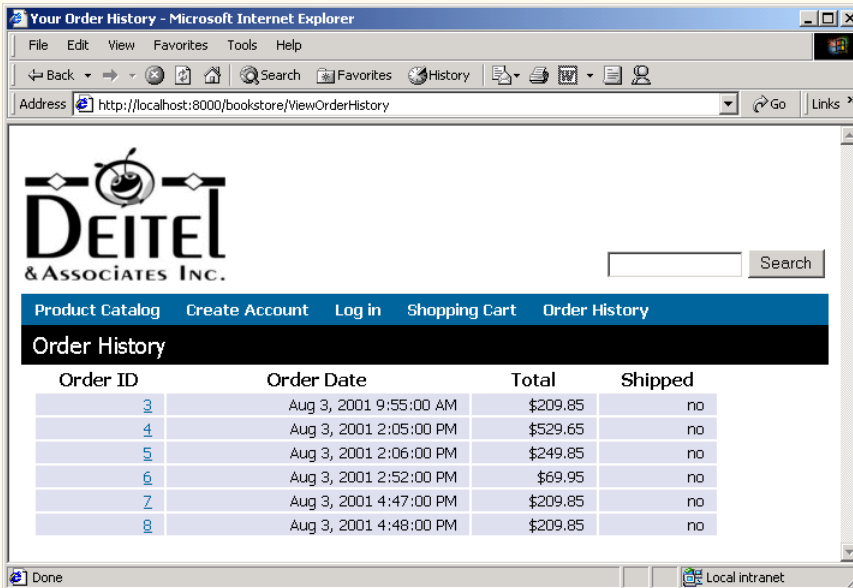 Your Order History - Microsoft Internet Explorer
File Edit View Favorites Tools Help
Back Search Favorites History
Address http://localhost:8000/bookstore/ViewOrderHistory Go Links
DEITEL
& ASSOCIATES INC.
Search
Product Catalog Create Account Log in Shopping Cart Order History
Order History
Order ID Order Date Total Shipped
3 Aug 3, 2001 9:55:00 AM $209.85 no
4 Aug 3, 2001 2:05:00 PM $529.65 no
5 Aug 3, 2001 2:06:00 PM $249.85 no
6 Aug 3, 2001 2:52:00 PM $69.95 no
7 Aug 3, 2001 4:47:00 PM $209.85 no
8 Aug 3, 2001 4:48:00 PM $209.85 no
Done Local intranet